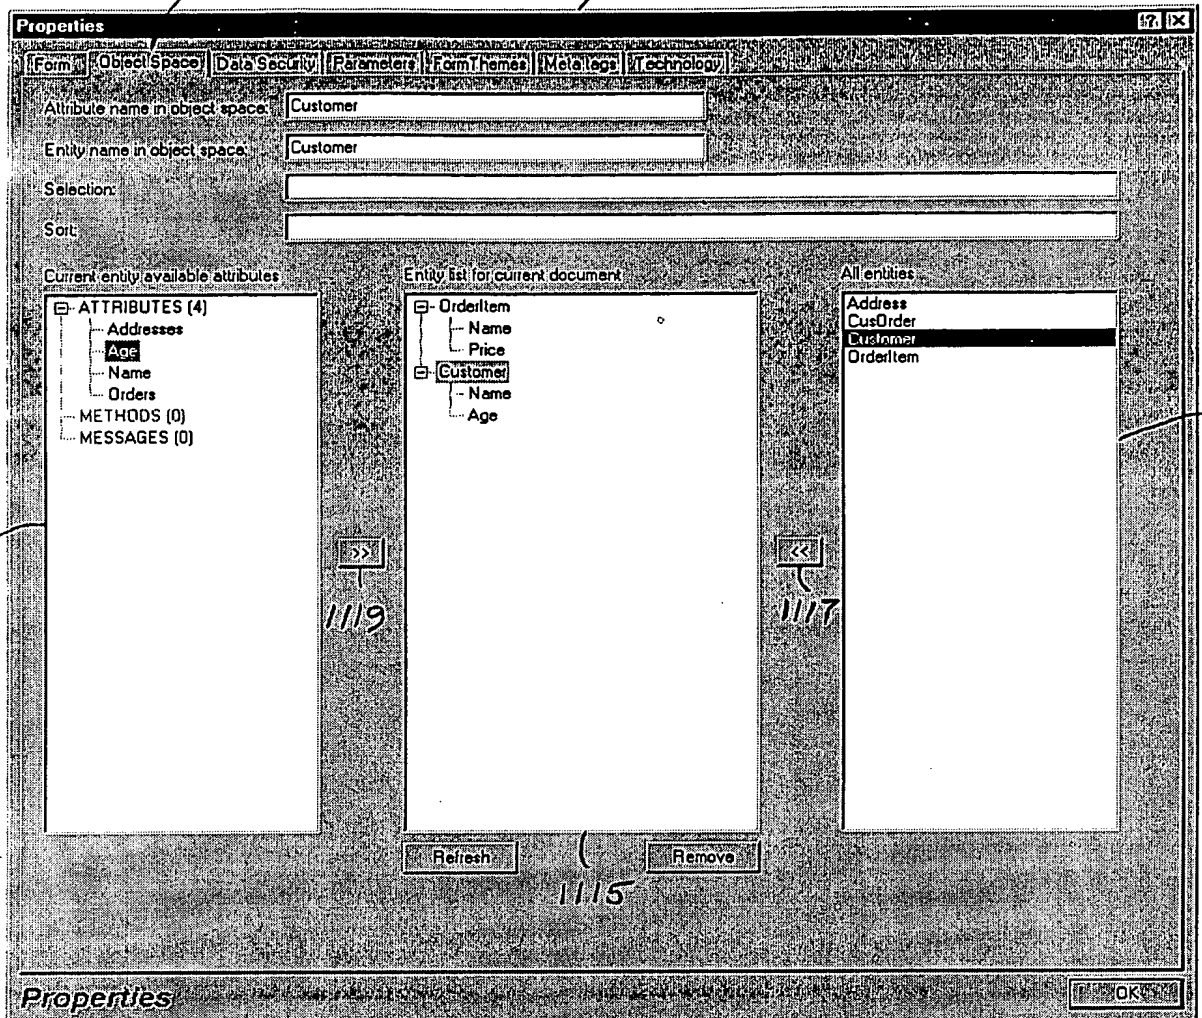 Properties
Form Object Space Data Security Parameters FormThemes Meta Tags Technology
Attribute name in object space: Customer
Entity name in object space: Customer
Selection:
Sort:
Current entity available attributes
ATTRIBUTES (4)
Addresses
Age
Name
Orders
METHODS (0)
MESSAGES (0)
>>
1119
Entity list for current document
OrderItem
Name
Price
Customer
Name
Age
Refresh
Remove
1115
<<
1117
All entities
Address
CusOrder
Customer
OrderItem
Properties
OK